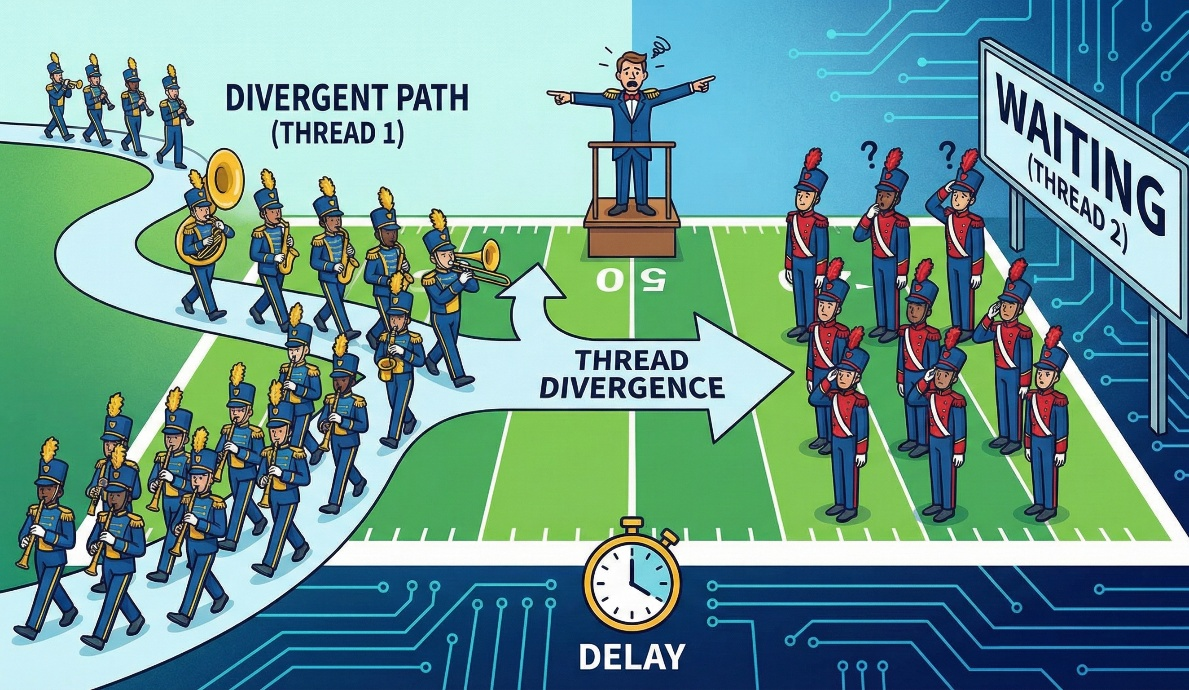 DIVERGENT PATH
(THREAD 1)
WAITING
(THREAD 2)
?
?
50
THREAD
DIVERGENCE
DELAY